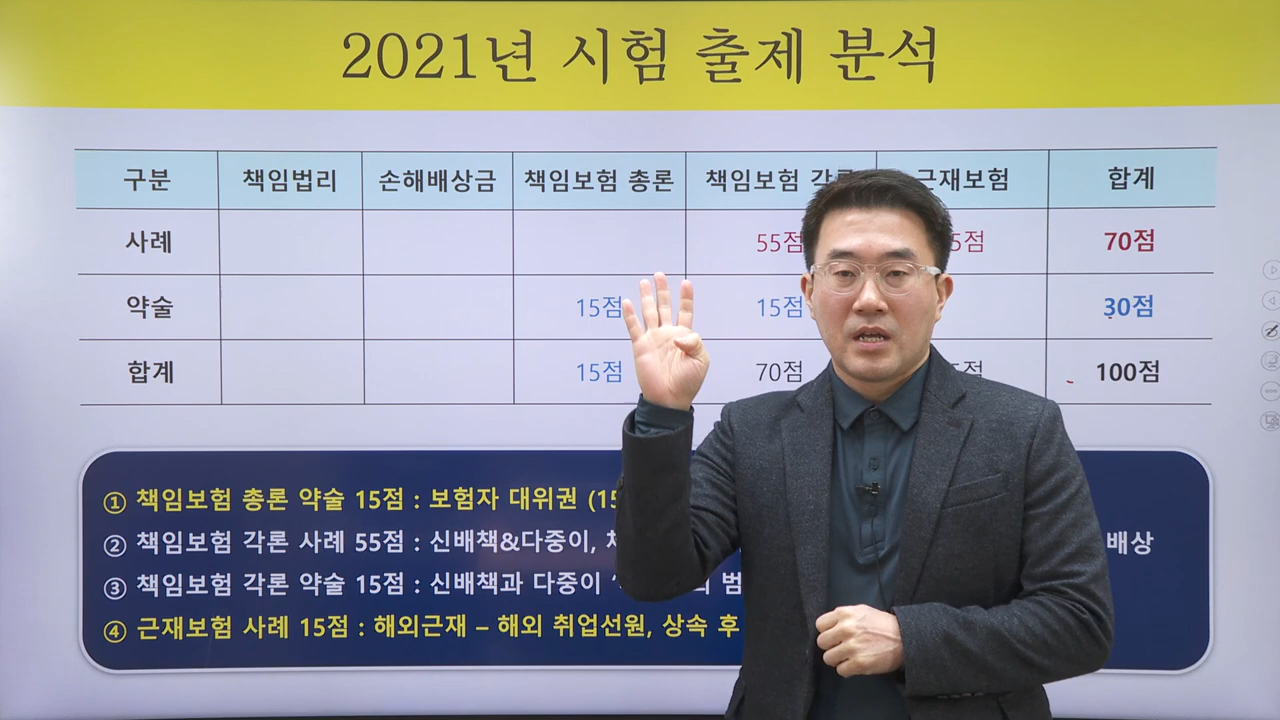 2021년 시험 출제 분석
구분 책임법리 손해배상금 책임보험 총론 책임보험 근재보험 합계
사례 55점 5점 70점
약술 15점 15점 30점
합계 15점 70점 100점
① 책임보험 총론 약술 15점 : 보험자 대위권 (15
② 책임보험 각론 사례 55점 : 신배책&다중이, 배상
③ 책임보험 각론 약술 15점 : 신배책과 다중이 범
④ 근재보험 사례 15점 : 해외근재 – 해외 취업선원, 상속 후